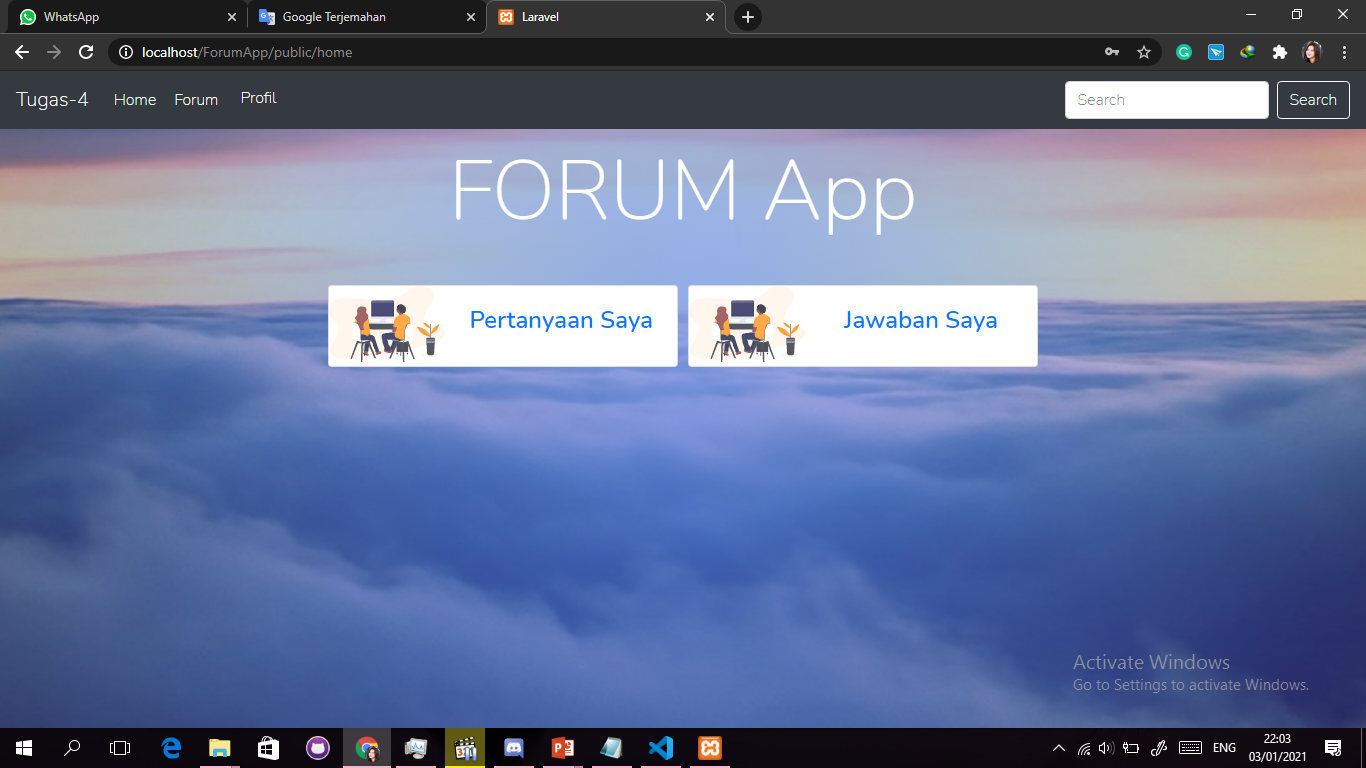 WhatsApp
Google Terjemahan
Laravel
localhost/ForumApp/public/home
Tugas-4 Home Forum Profil Search Search
FORUM App
Pertanyaan Saya
Jawaban Saya
Activate Windows
Go to Settings to activate Windows.
ENG
22:03
03/01/2021